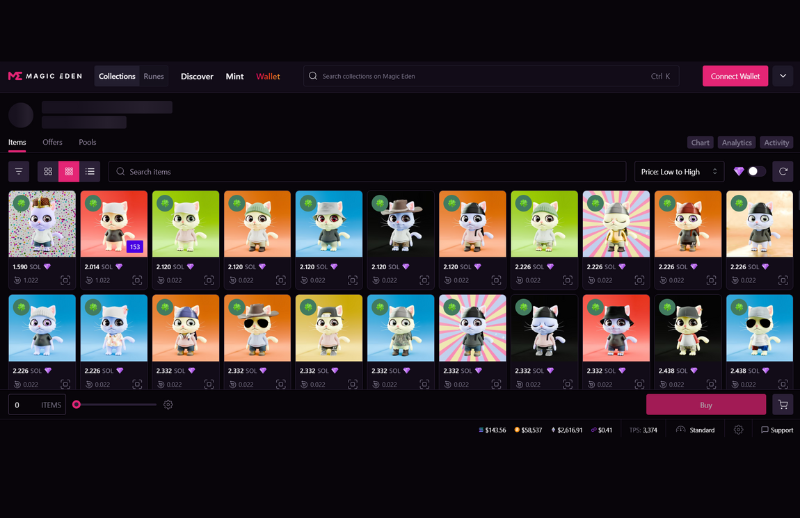 MAGIC EDEN Collections Runes Discover Mint Wallet Search collections on Magic Eden Ctrl K Connect Wallet
Items Offers Pools Chart Analytics Activity
Search items Price: Low to High
153
1.590 SOL 2.014 SOL 2.120 SOL 2.120 SOL 2.120 SOL 2.120 SOL 2.120 SOL 2.226 SOL 2.226 SOL 2.226 SOL 2.226 SOL
1.022 1.022 0.022 0.022 0.022 0.022 0.022 0.022 0.022 0.022 0.022
2.226 SOL 2.226 SOL 2.332 SOL 2.332 SOL 2.332 SOL 2.332 SOL 2.332 SOL 2.332 SOL 2.332 SOL 2.438 SOL 2.438 SOL
0.022 0.022 0.022 0.022 0.022 0.022 0.022 0.022 0.022 0.022 0.022
0 ITEMS Buy
$143.56 $58,537 $2,616.91 $0.41 TPS: 3,374 Standard Support